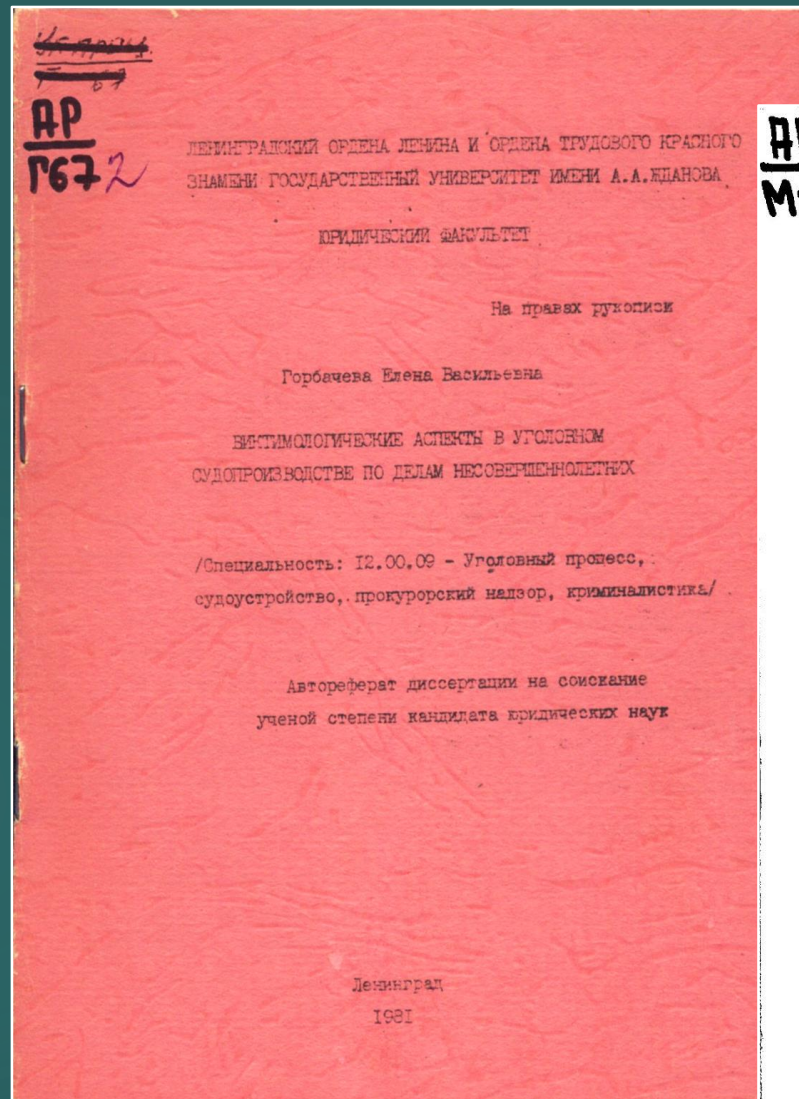 АР
Г67 2
ЛЕНИНГРАДСКИЙ ОРДЕНА ЛЕНИНА И ОРДЕНА ТРУДОВОГО КРАСНОГО
ЗНАМЕНИ ГОСУДАРСТВЕННЫЙ УНИВЕРСИТЕТ ИМЕНИ А.А.ЖДАНОВА
ЮРИДИЧЕСКИЙ ФАКУЛЬТЕТ
На правах рукописи
Горбачева Елена Васильевна
ВИКТИМОЛОГИЧЕСКИЕ АСПЕКТЫ В УГОЛОВНОМ
СУДОПРОИЗВОДСТВЕ ПО ДЕЛАМ НЕСОВЕРШЕННОЛЕТНИХ
/Специальность: I2.00.09 - Уголовный процесс,
судоустройство, прокурорский надзор, криминалистика/
Автореферат диссертации на соискание
ученой степени кандидата юридических наук
Ленинград
I98I